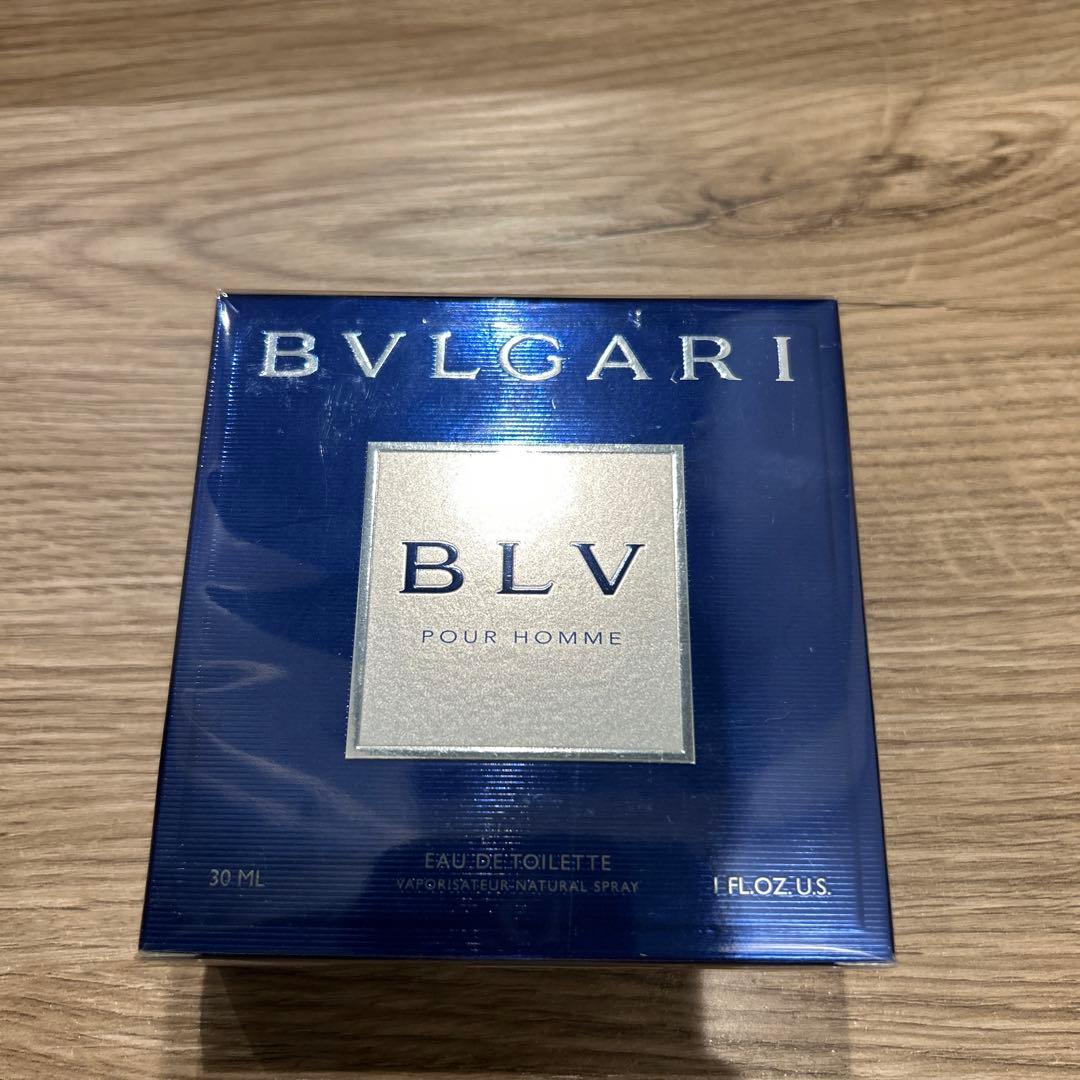 BVLGARI
BLV
POUR HOMME
EAU DE TOILETTE
30 ML
VAPORISATEUR-NATURAL SPRAY
1 FL.OZ. U.S.